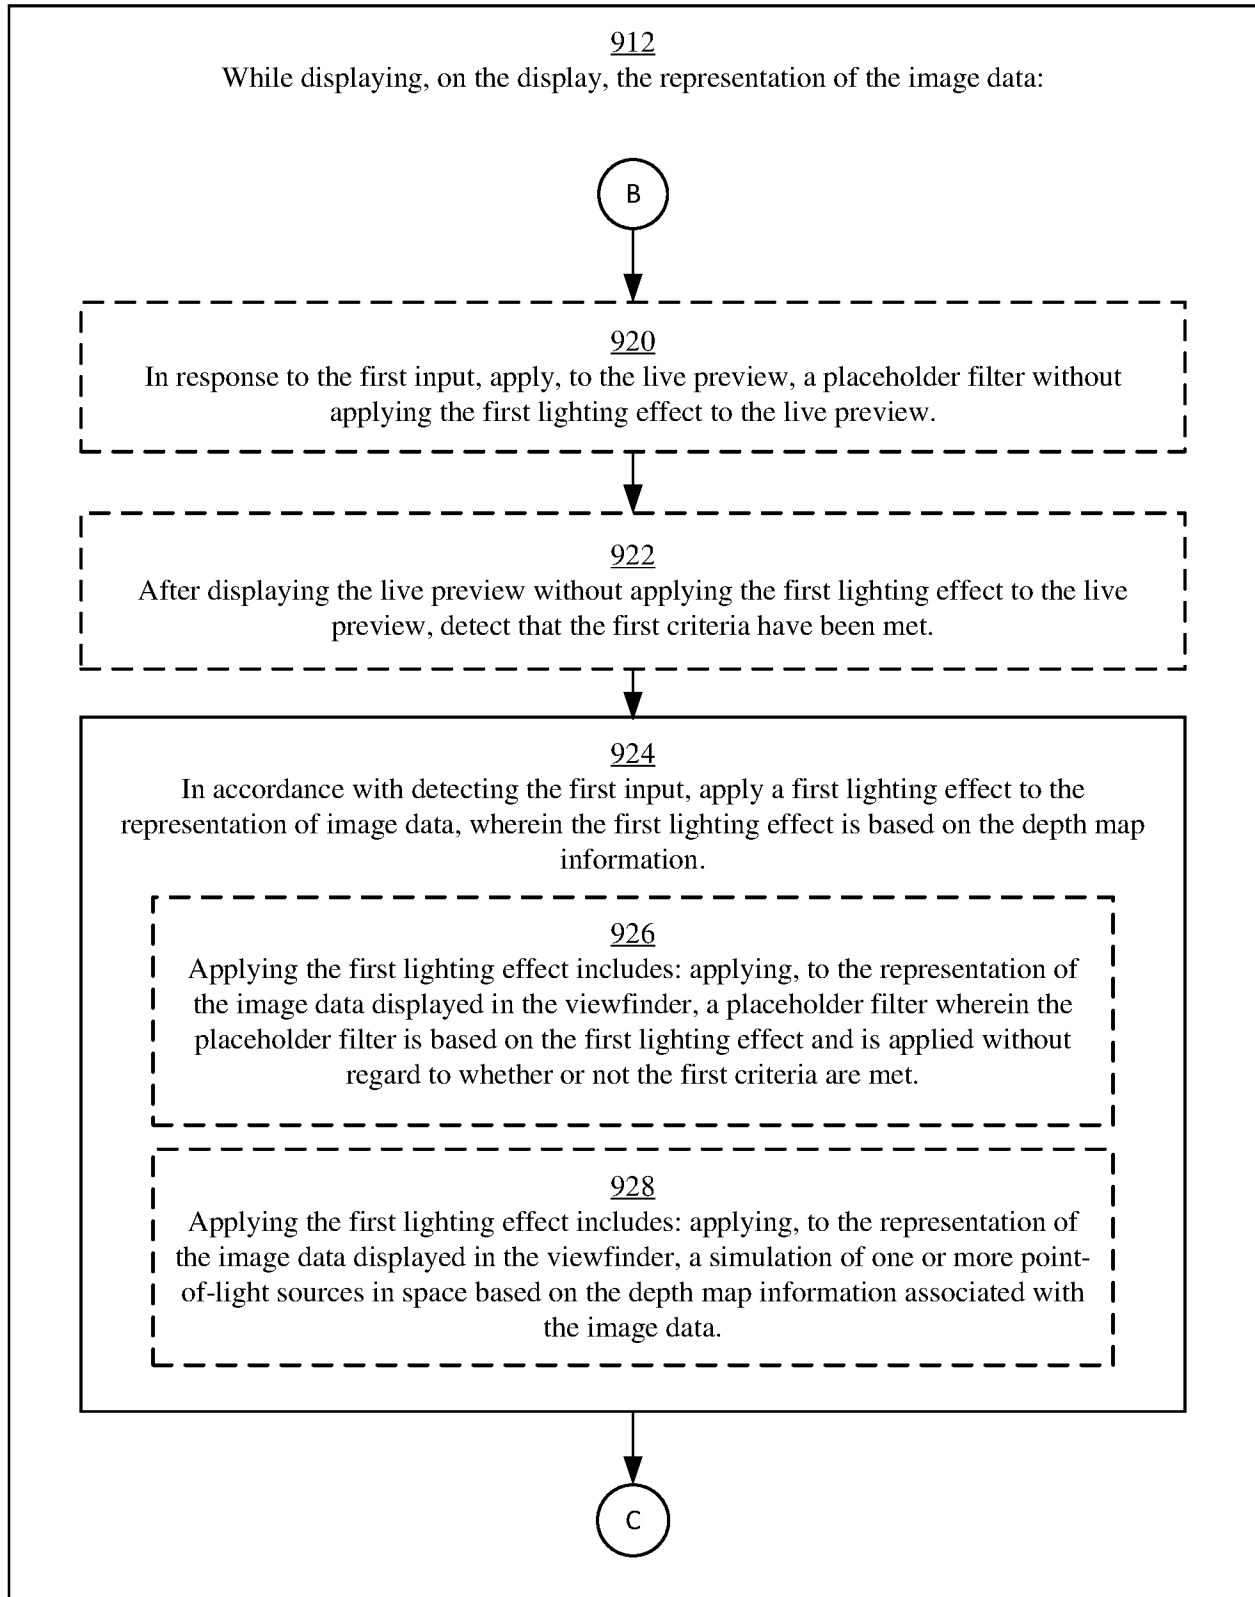 912
While displaying, on the display, the representation of the image data:
B
920
In response to the first input, apply, to the live preview, a placeholder filter without
applying the first lighting effect to the live preview.
922
After displaying the live preview without applying the first lighting effect to the live
preview, detect that the first criteria have been met.
924
In accordance with detecting the first input, apply a first lighting effect to the
representation of image data, wherein the first lighting effect is based on the depth map
information.
926
Applying the first lighting effect includes: applying, to the representation of
the image data displayed in the viewfinder, a placeholder filter wherein the
placeholder filter is based on the first lighting effect and is applied without
regard to whether or not the first criteria are met.
928
Applying the first lighting effect includes: applying, to the representation of
the image data displayed in the viewfinder, a simulation of one or more point-
of-light sources in space based on the depth map information associated with
the image data.
C